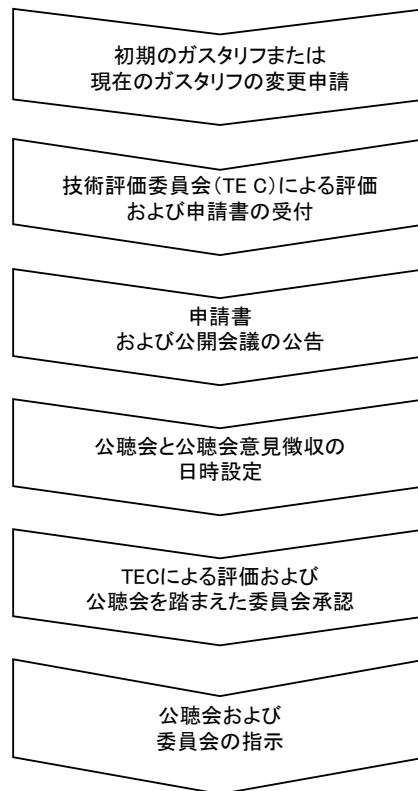 初期のガスタリフまたは
現在のガスタリフの変更申請
技術評価委員会(TE C)による評価
および申請書の受付
申請書
および公開会議の公告
公聴会と公聴会意見徴収の
日時設定
TECによる評価および
公聴会を踏まえた委員会承認
公聴会および
委員会の指示